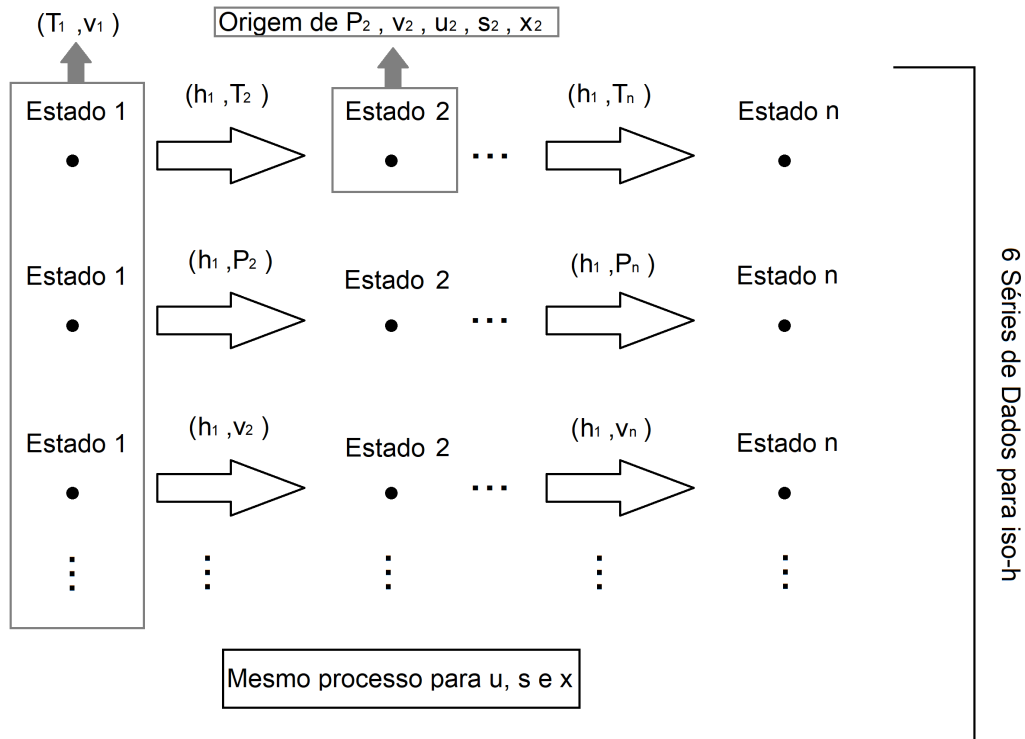 (T₁ ,v₁ )
Origem de P₂ , v₂ , u₂ , s₂ , x₂
Estado 1
(h₁ ,T₂ )
Estado 2
...
(h₁ ,Tₙ )
Estado n
Estado 1
(h₁ ,P₂ )
Estado 2
...
(h₁ ,Pₙ )
Estado n
Estado 1
(h₁ ,v₂ )
Estado 2
...
(h₁ ,vₙ )
Estado n
Mesmo processo para u, s e x
6 Séries de Dados para iso-h